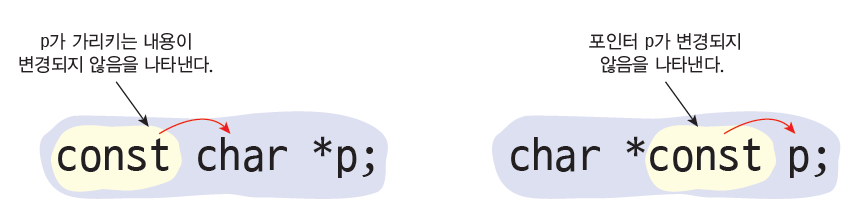 p가 가리키는 내용이
변경되지 않음을 나타낸다.
const char *p;
포인터 p가 변경되지
않음을 나타낸다.
char *const p;